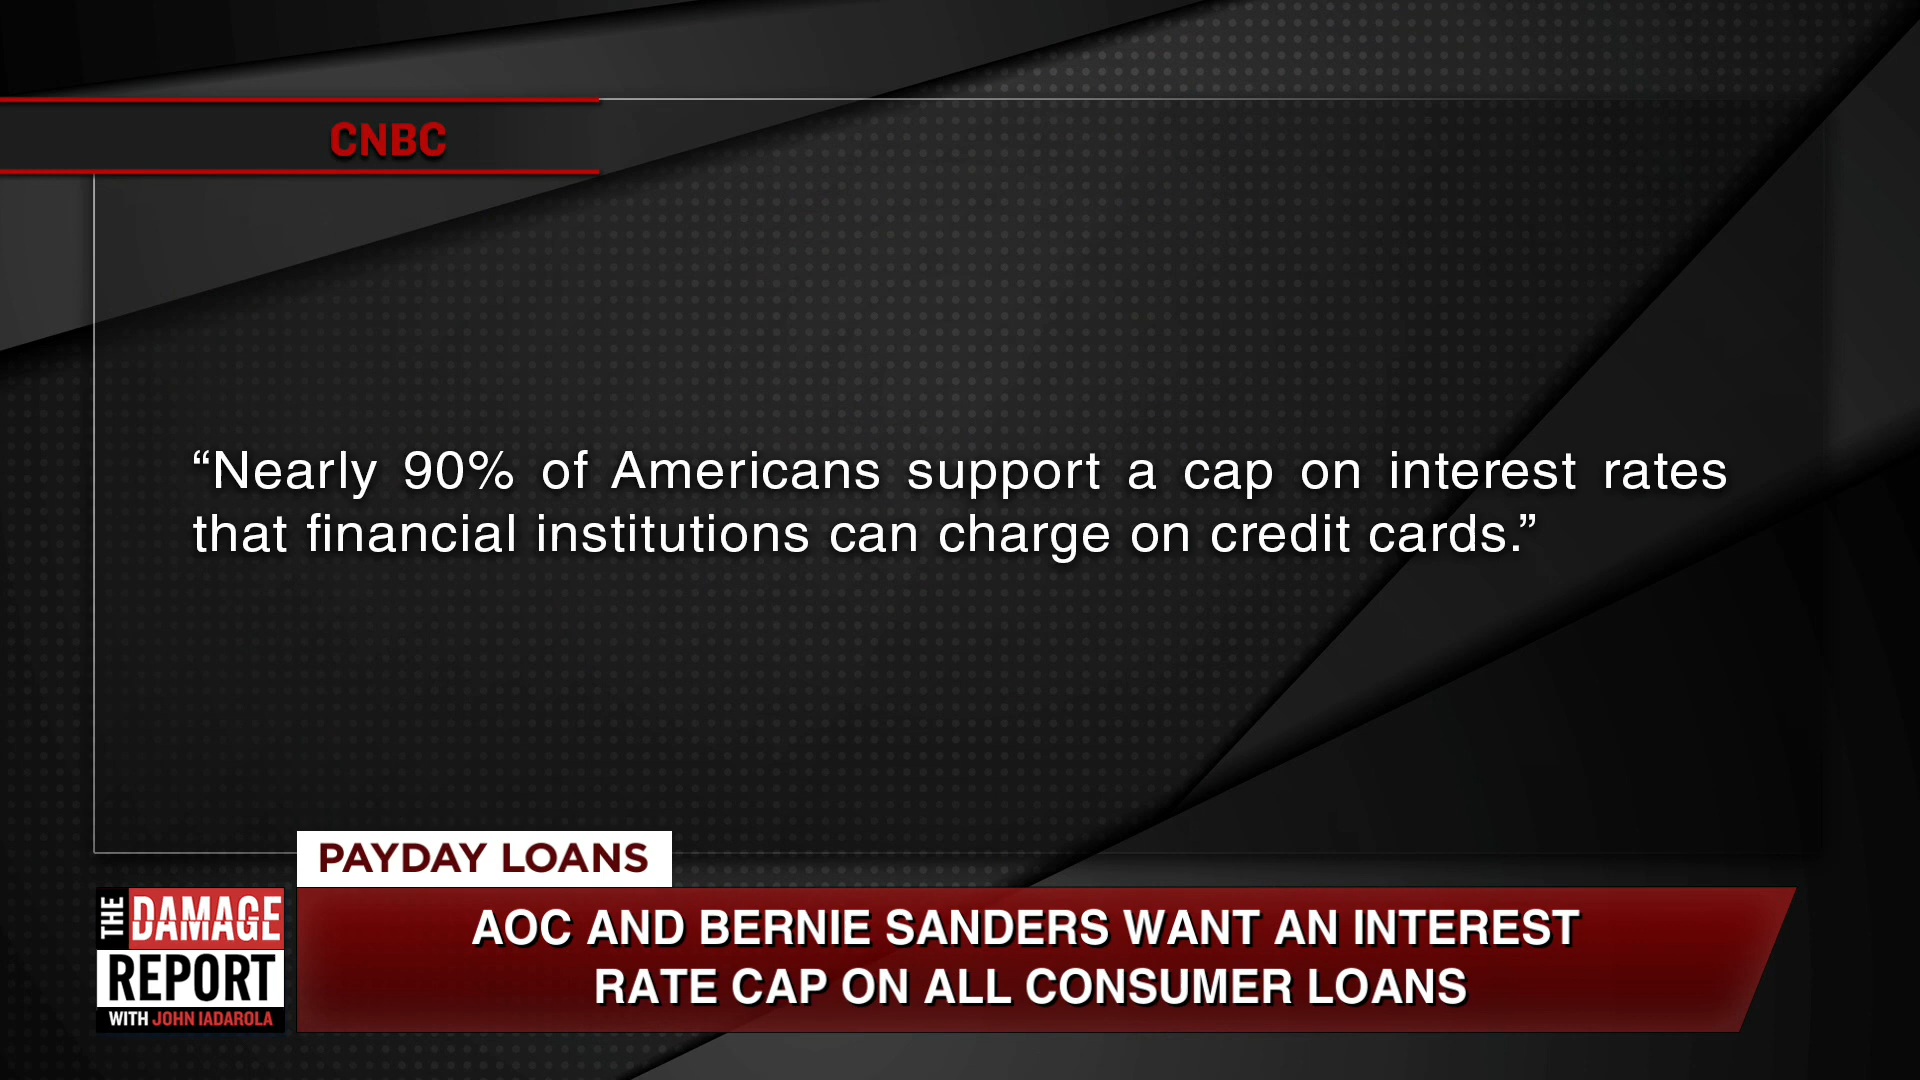 CNBC
“Nearly 90% of Americans support a cap on interest rates
that financial institutions can charge on credit cards.”
PAYDAY LOANS
AOC AND BERNIE SANDERS WANT AN INTEREST
RATE CAP ON ALL CONSUMER LOANS
THE DAMAGE
REPORT
WITH JOHN IADAROLA